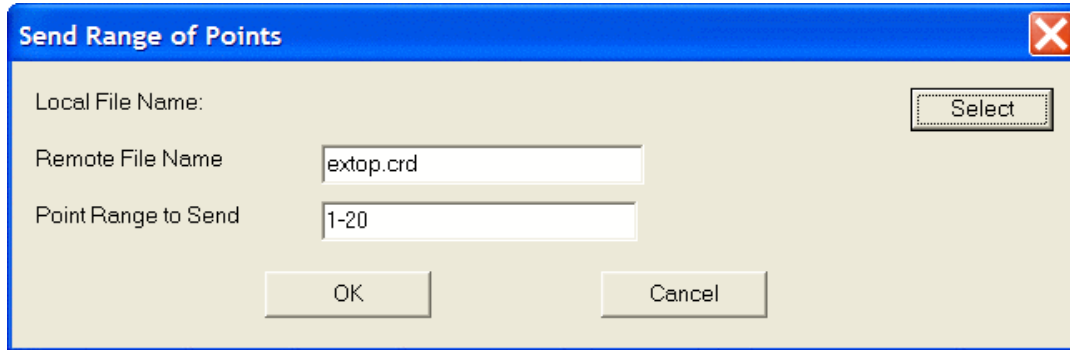 Send Range of Points
Local File Name:
Select
Remote File Name
extop.crd
Point Range to Send
1-20
OK
Cancel